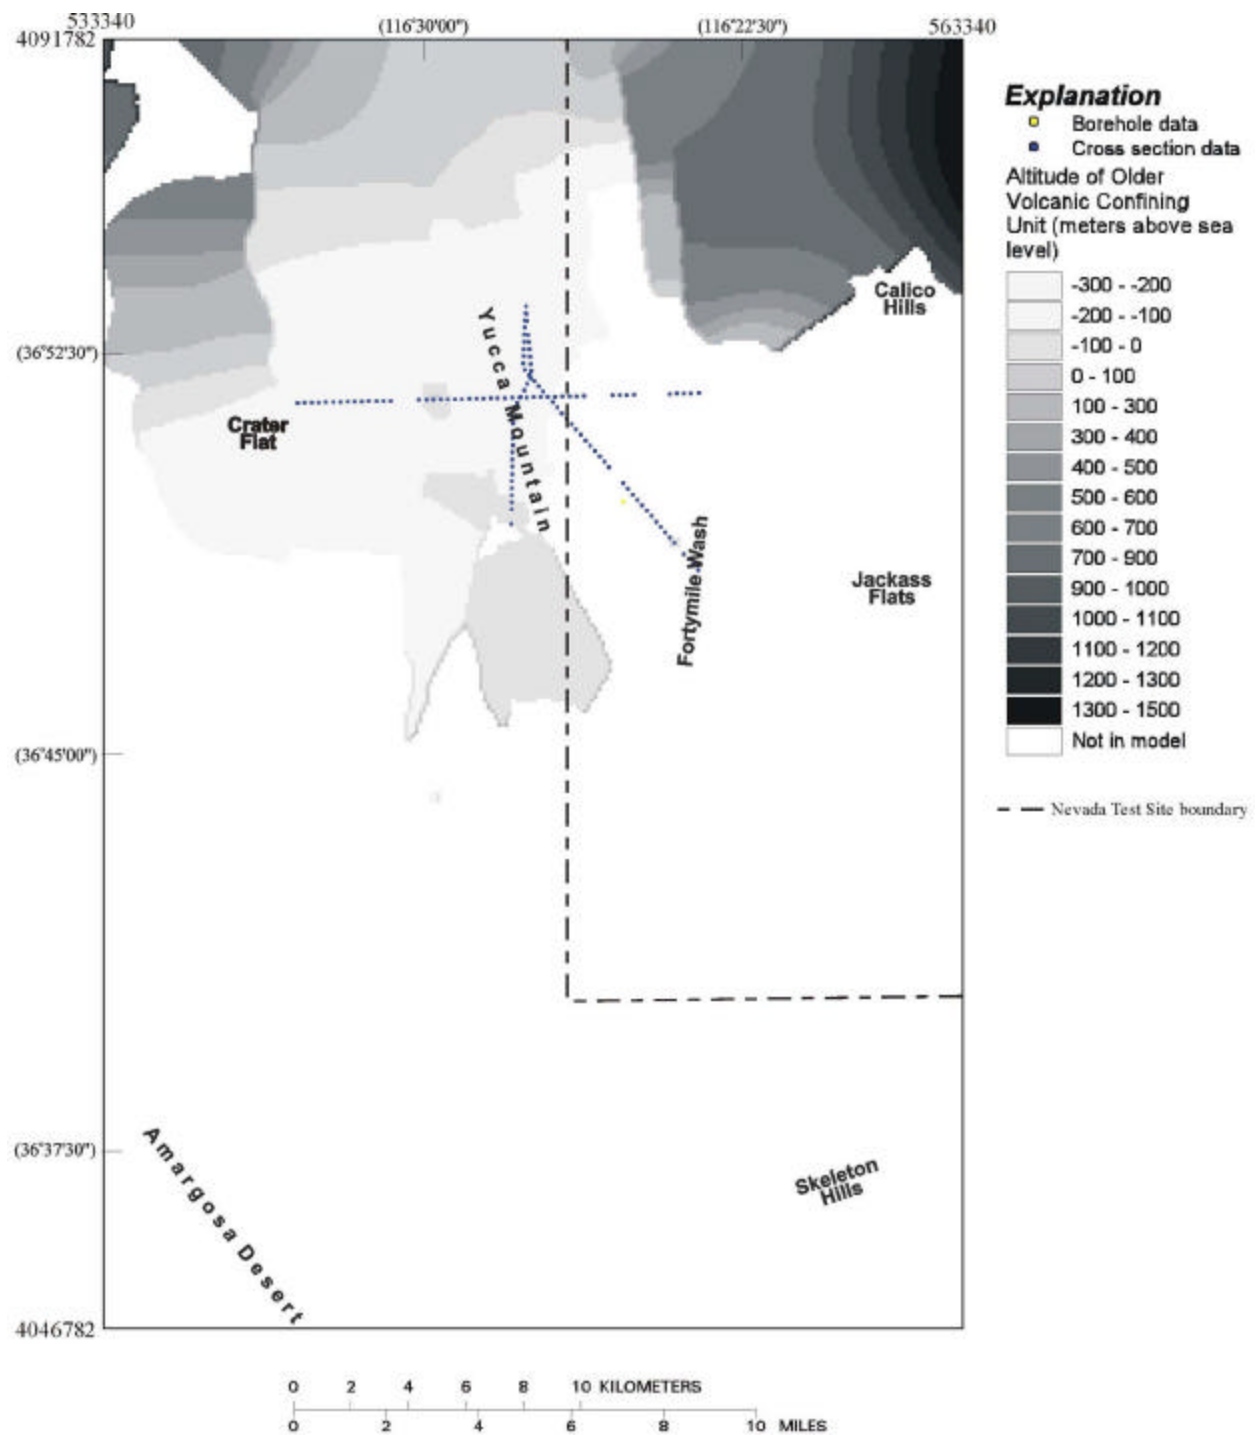 533340
(116°30'00")
(116°22'30")
563340
4091782
Explanation
Borehole data
Cross section data
Altitude of Older
Volcanic Confining
Unit (meters above sea
level)
-300 - -200
-200 - -100
-100 - 0
0 - 100
100 - 300
300 - 400
400 - 500
500 - 600
600 - 700
700 - 900
900 - 1000
1000 - 1100
1100 - 1200
1200 - 1300
1300 - 1500
Not in model
Nevada Test Site boundary
Calico
Hills
(36°52'30")
Yucca Mountain
Crater
Flat
Fortymile Wash
Jackass
Flats
(36°45'00")
(36°37'30")
Amargosa Desert
Skeleton
Hills
4046782
0 2 4 6 8 10 KILOMETERS
0 2 4 6 8 10 MILES